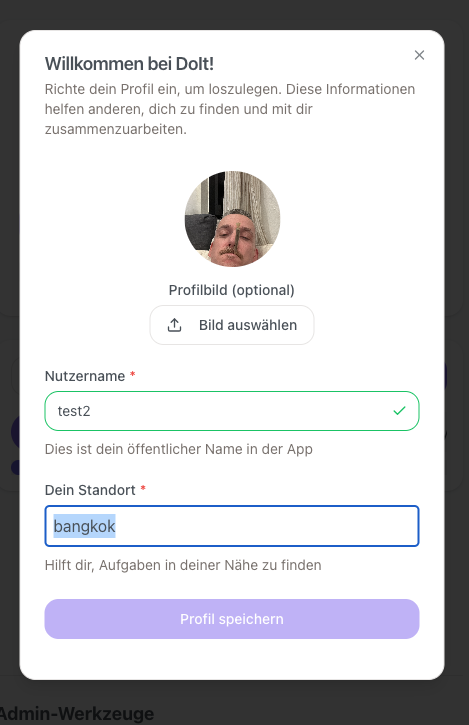 Willkommen bei DoIt!
Richte dein Profil ein, um loszulegen. Diese Informationen
helfen anderen, dich zu finden und mit dir
zusammenzuarbeiten.
Profilbild (optional)
Bild auswählen
Nutzername *
test2
Dies ist dein öffentlicher Name in der App
Dein Standort *
bangkok
Hilft dir, Aufgaben in deiner Nähe zu finden
Profil speichern
Admin-Werkzeuge